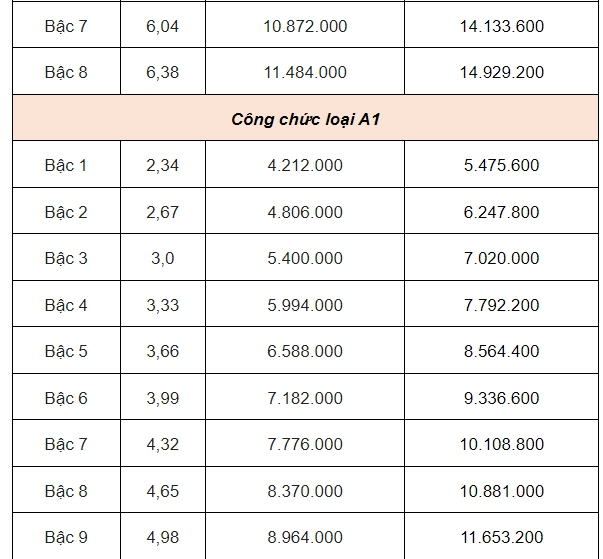 Bậc 7 6,04 10.872.000 14.133.600
Bậc 8 6,38 11.484.000 14.929.200
Công chức loại A1
Bậc 1 2,34 4.212.000 5.475.600
Bậc 2 2,67 4.806.000 6.247.800
Bậc 3 3,0 5.400.000 7.020.000
Bậc 4 3,33 5.994.000 7.792.200
Bậc 5 3,66 6.588.000 8.564.400
Bậc 6 3,99 7.182.000 9.336.600
Bậc 7 4,32 7.776.000 10.108.800
Bậc 8 4,65 8.370.000 10.881.000
Bậc 9 4,98 8.964.000 11.653.200